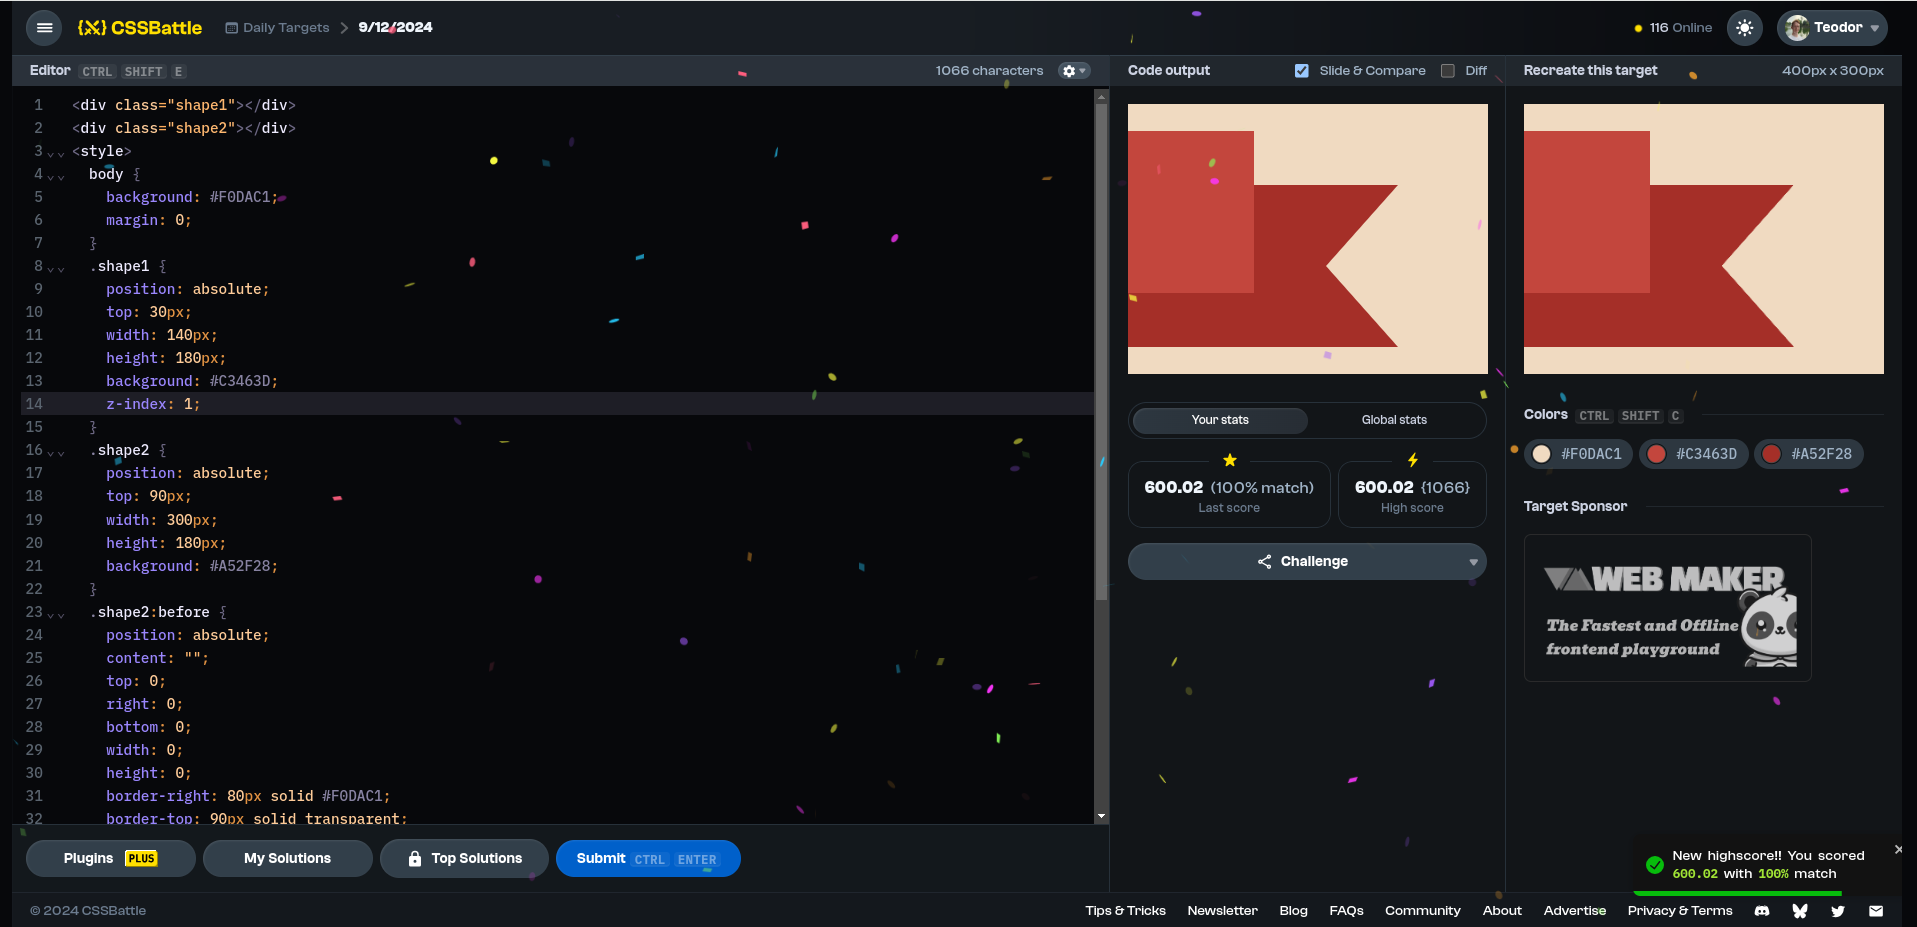 CSSBattle
Daily Targets
9/12/2024
116 Online
Teodor
Editor CTRL SHIFT E
1066 characters
1 <div class="shape1"></div>
2 <div class="shape2"></div>
3 <style>
4 body {
5 background: #F0DAC1;
6 margin: 0;
7 }
8 .shape1 {
9 position: absolute;
10 top: 30px;
11 width: 140px;
12 height: 180px;
13 background: #C3463D;
14 z-index: 1;
15 }
16 .shape2 {
17 position: absolute;
18 top: 90px;
19 width: 300px;
20 height: 180px;
21 background: #A52F28;
22 }
23 .shape2:before {
24 position: absolute;
25 content: "";
26 top: 0;
27 right: 0;
28 bottom: 0;
29 width: 0;
30 height: 0;
31 border-right: 80px solid #F0DAC1;
32 border-top: 90px solid transparent;
Plugins PLUS
My Solutions
Top Solutions
Submit CTRL ENTER
Code output
Slide & Compare
Diff
Your stats
Global stats
600.02 (100% match)
Last score
600.02 {1066}
High score
Challenge
Recreate this target
400px x 300px
Colors CTRL SHIFT C
#F0DAC1
#C3463D
#A52F28
Target Sponsor
WEB MAKER
The Fastest and Offline
frontend playground
New highscore!! You scored
600.02 with 100% match
© 2024 CSSBattle
Tips & Tricks
Newsletter
Blog
FAQs
Community
About
Advertise
Privacy & Terms